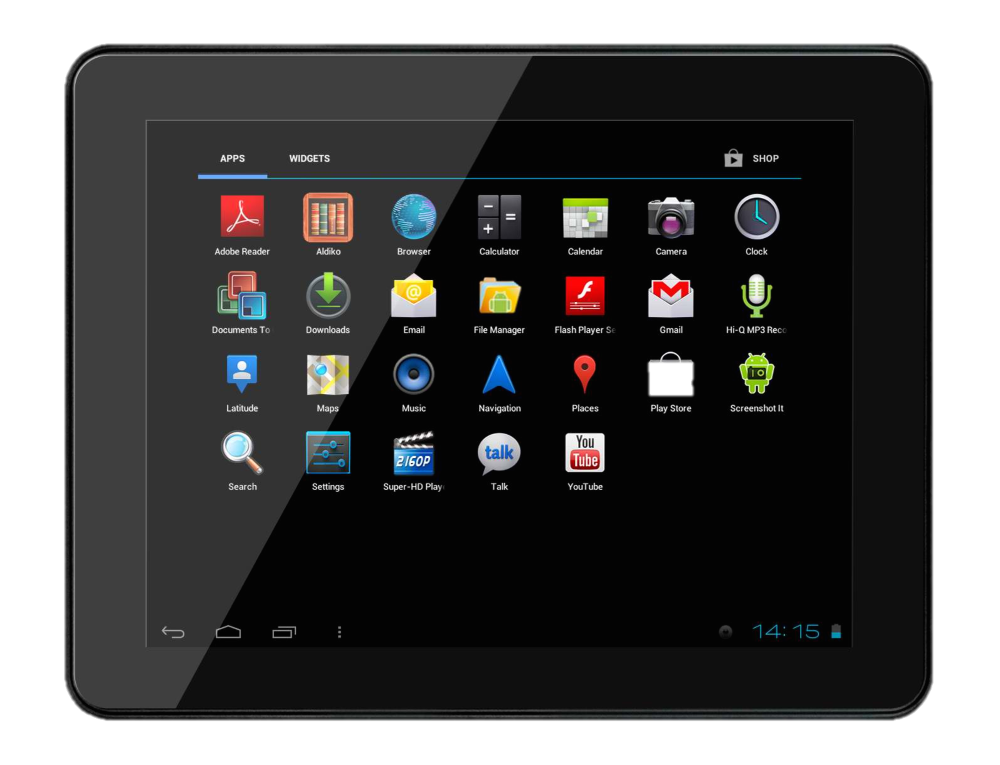 APPS WIDGETS SHOP
Adobe Reader Aldiko Browser Calculator Calendar Camera Clock
@
Documents To Downloads Email File Manager Flash Player Se Gmail Hi-Q MP3 Reco
Latitude Maps Music Navigation Places Play Store Screenshot It
2160P talk You
Tube
Search Settings Super-HD Play Talk YouTube
14:15